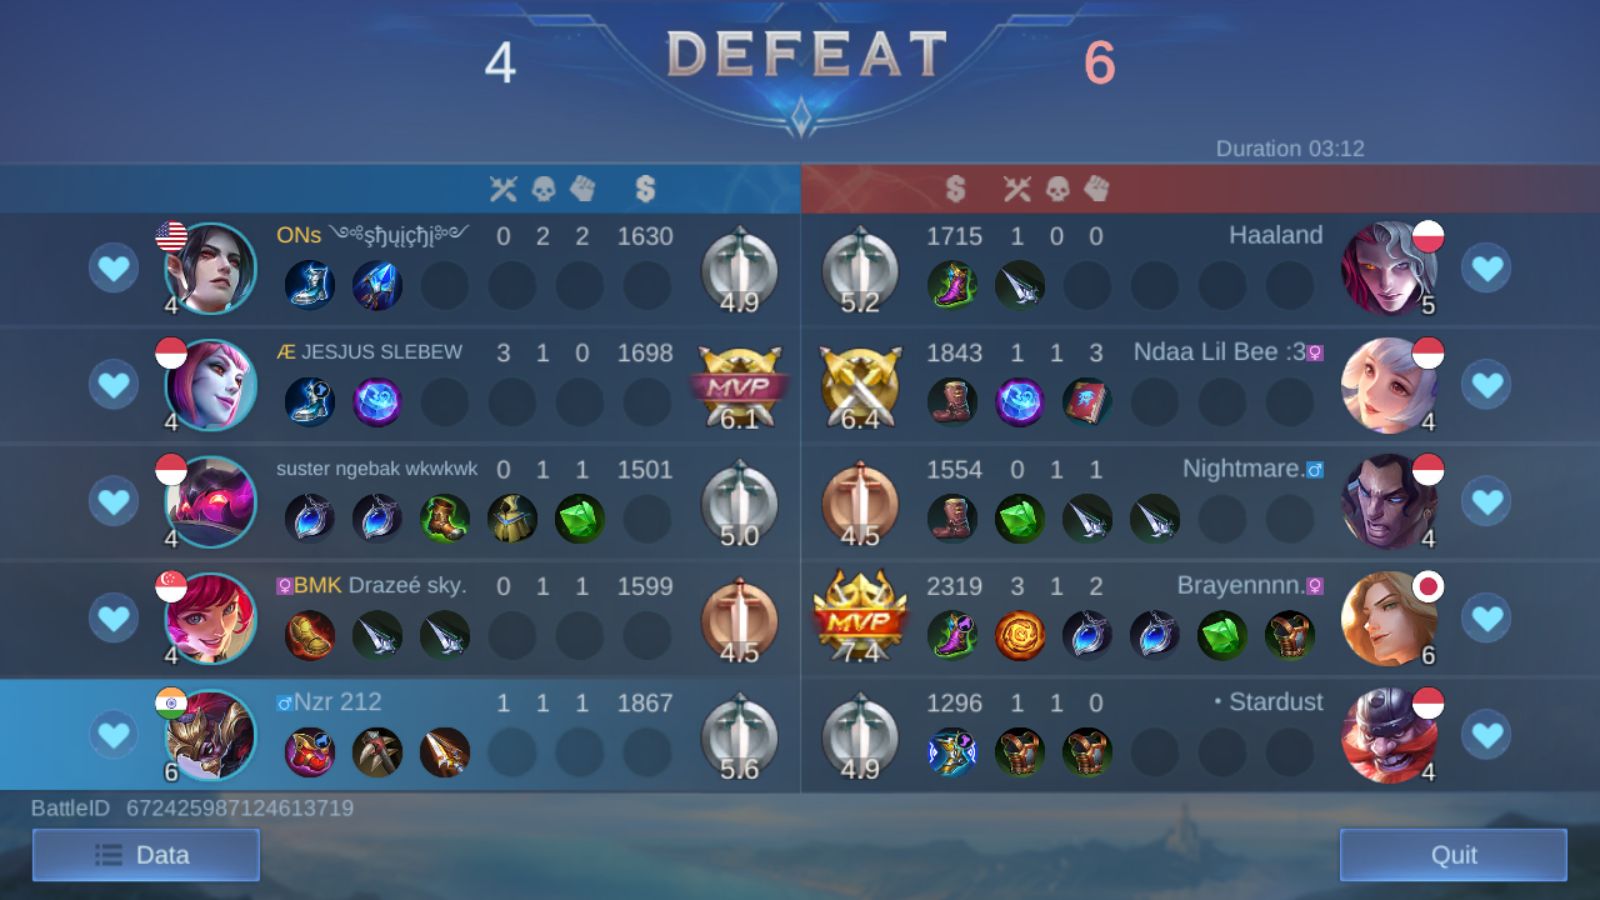 4 DEFEAT 6
Duration 03:12
ONs ༺şђųįçђį༻ 0 2 2 1630
4 4.9
5.2 1715 1 0 0 Haaland
5
Æ JESJUS SLEBEW 3 1 0 1698
4 MVP 6.1
6.4 1843 1 1 3 Ndaa Lil Bee :3♀
4
suster ngebak wkwkwk 0 1 1 1501
4 5.0
4.5 1554 0 1 1 Nightmare.♂
4
♀BMK Drazeé sky. 0 1 1 1599
4 4.5
MVP 7.4 2319 3 1 2 Brayennnn.♀
6
♂Nzr 212 1 1 1 1867
6 5.6
4.9 1296 1 1 0 • Stardust
4
BattleID 672425987124613719
Data
Quit